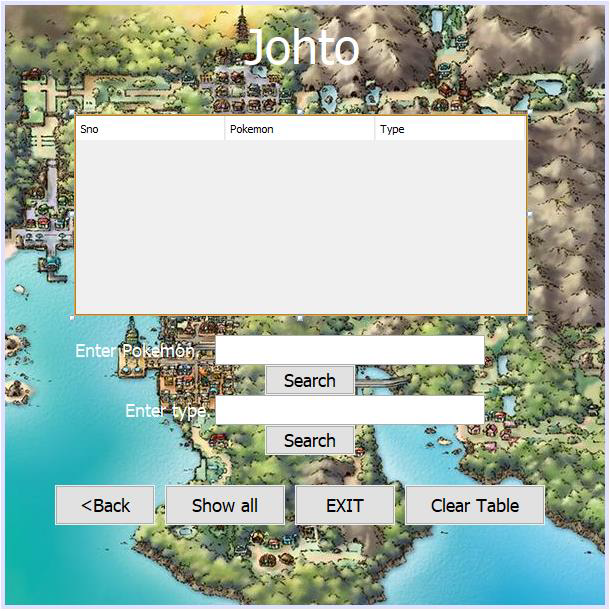 Johto
Sno Pokemon Type
Enter Pokemon.
Search
Enter type.
Search
<Back Show all EXIT Clear Table